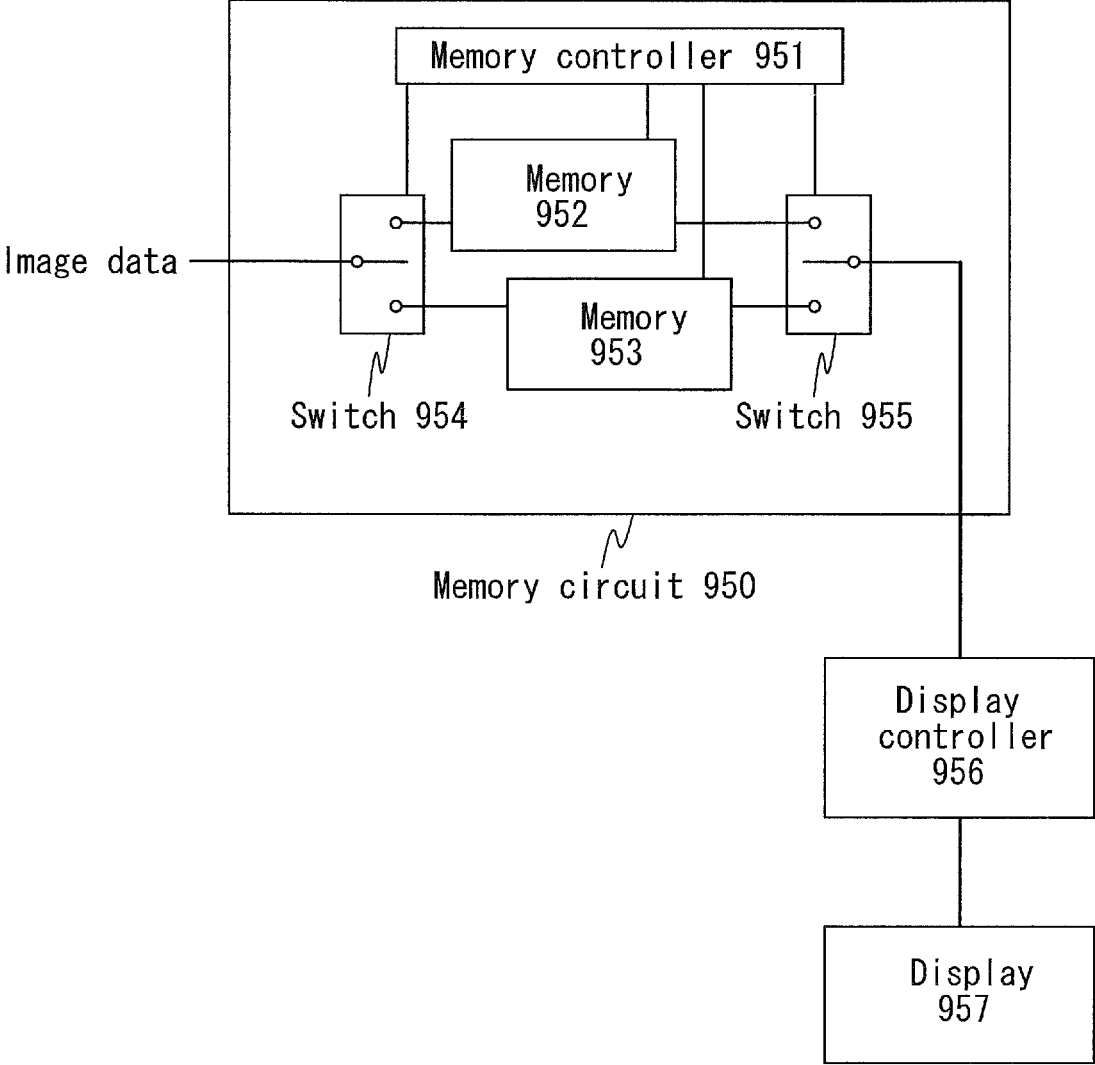 Memory controller 951
Memory
952
Image data
Memory
953
Switch 954
Switch 955
Memory circuit 950
Display
controller
956
Display
957